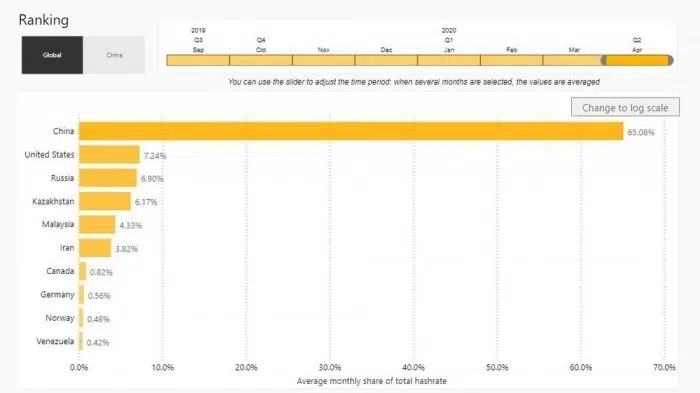 Ranking
Global China
2019 2020
Q3 Q4 Q1 Q2
Sep Oct Nov Dec Jan Feb Mar Apr
You can use the slider to adjust the time period: when several months are selected, the values are averaged
Change to log scale
China 65.08%
United States 7.24%
Russia 6.90%
Kazakhstan 6.17%
Malaysia 4.33%
Iran 3.82%
Canada 0.82%
Germany 0.56%
Norway 0.48%
Venezuela 0.42%
0.0% 10.0% 20.0% 30.0% 40.0% 50.0% 60.0% 70.0%
Average monthly share of total hashrate